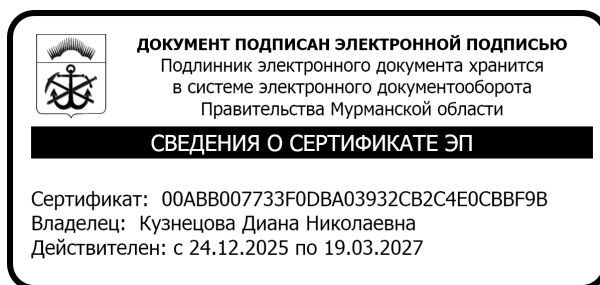 ДОКУМЕНТ ПОДПИСАН ЭЛЕКТРОННОЙ ПОДПИСЬЮ
Подлинник электронного документа хранится
в системе электронного документооборота
Правительства Мурманской области
СВЕДЕНИЯ О СЕРТИФИКАТЕ ЭП
Сертификат: 00ABB007733F0DBA03932CB2C4E0CBBF9B
Владелец: Кузнецова Диана Николаевна
Действителен: с 24.12.2025 по 19.03.2027